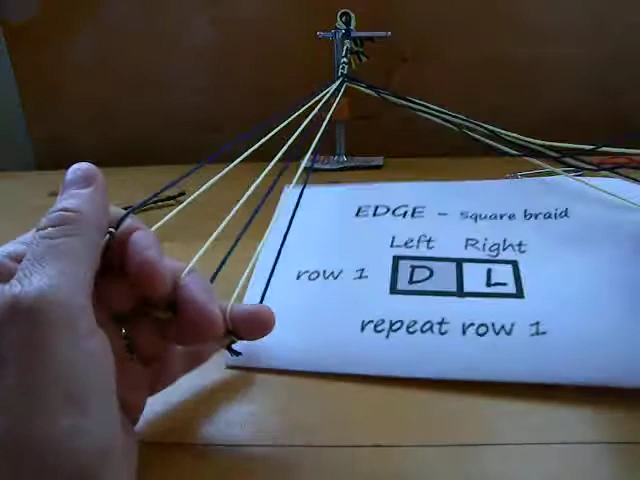 EDGE - Square braid
Left Right
row 1 D L
repeat row 1